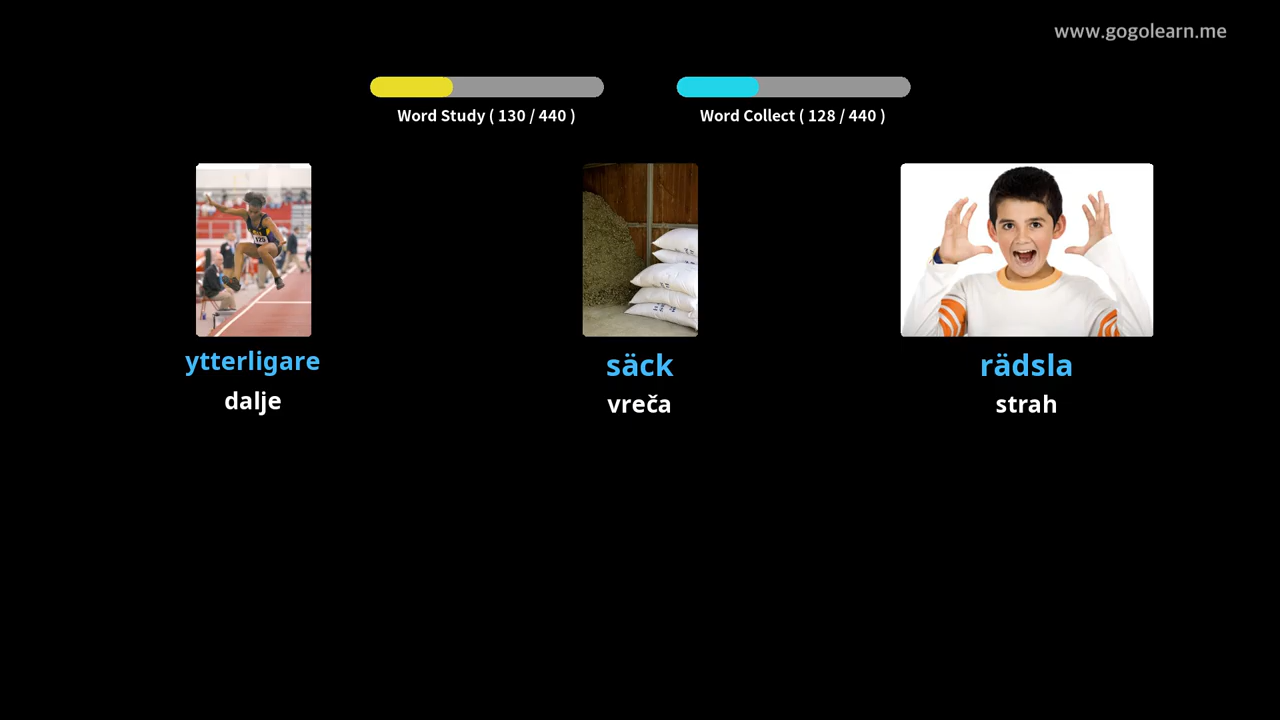 www.gogolearn.me
Word Study ( 130 / 440 )
Word Collect ( 128 / 440 )
ytterligare
säck
rädsla
dalje
vreča
strah